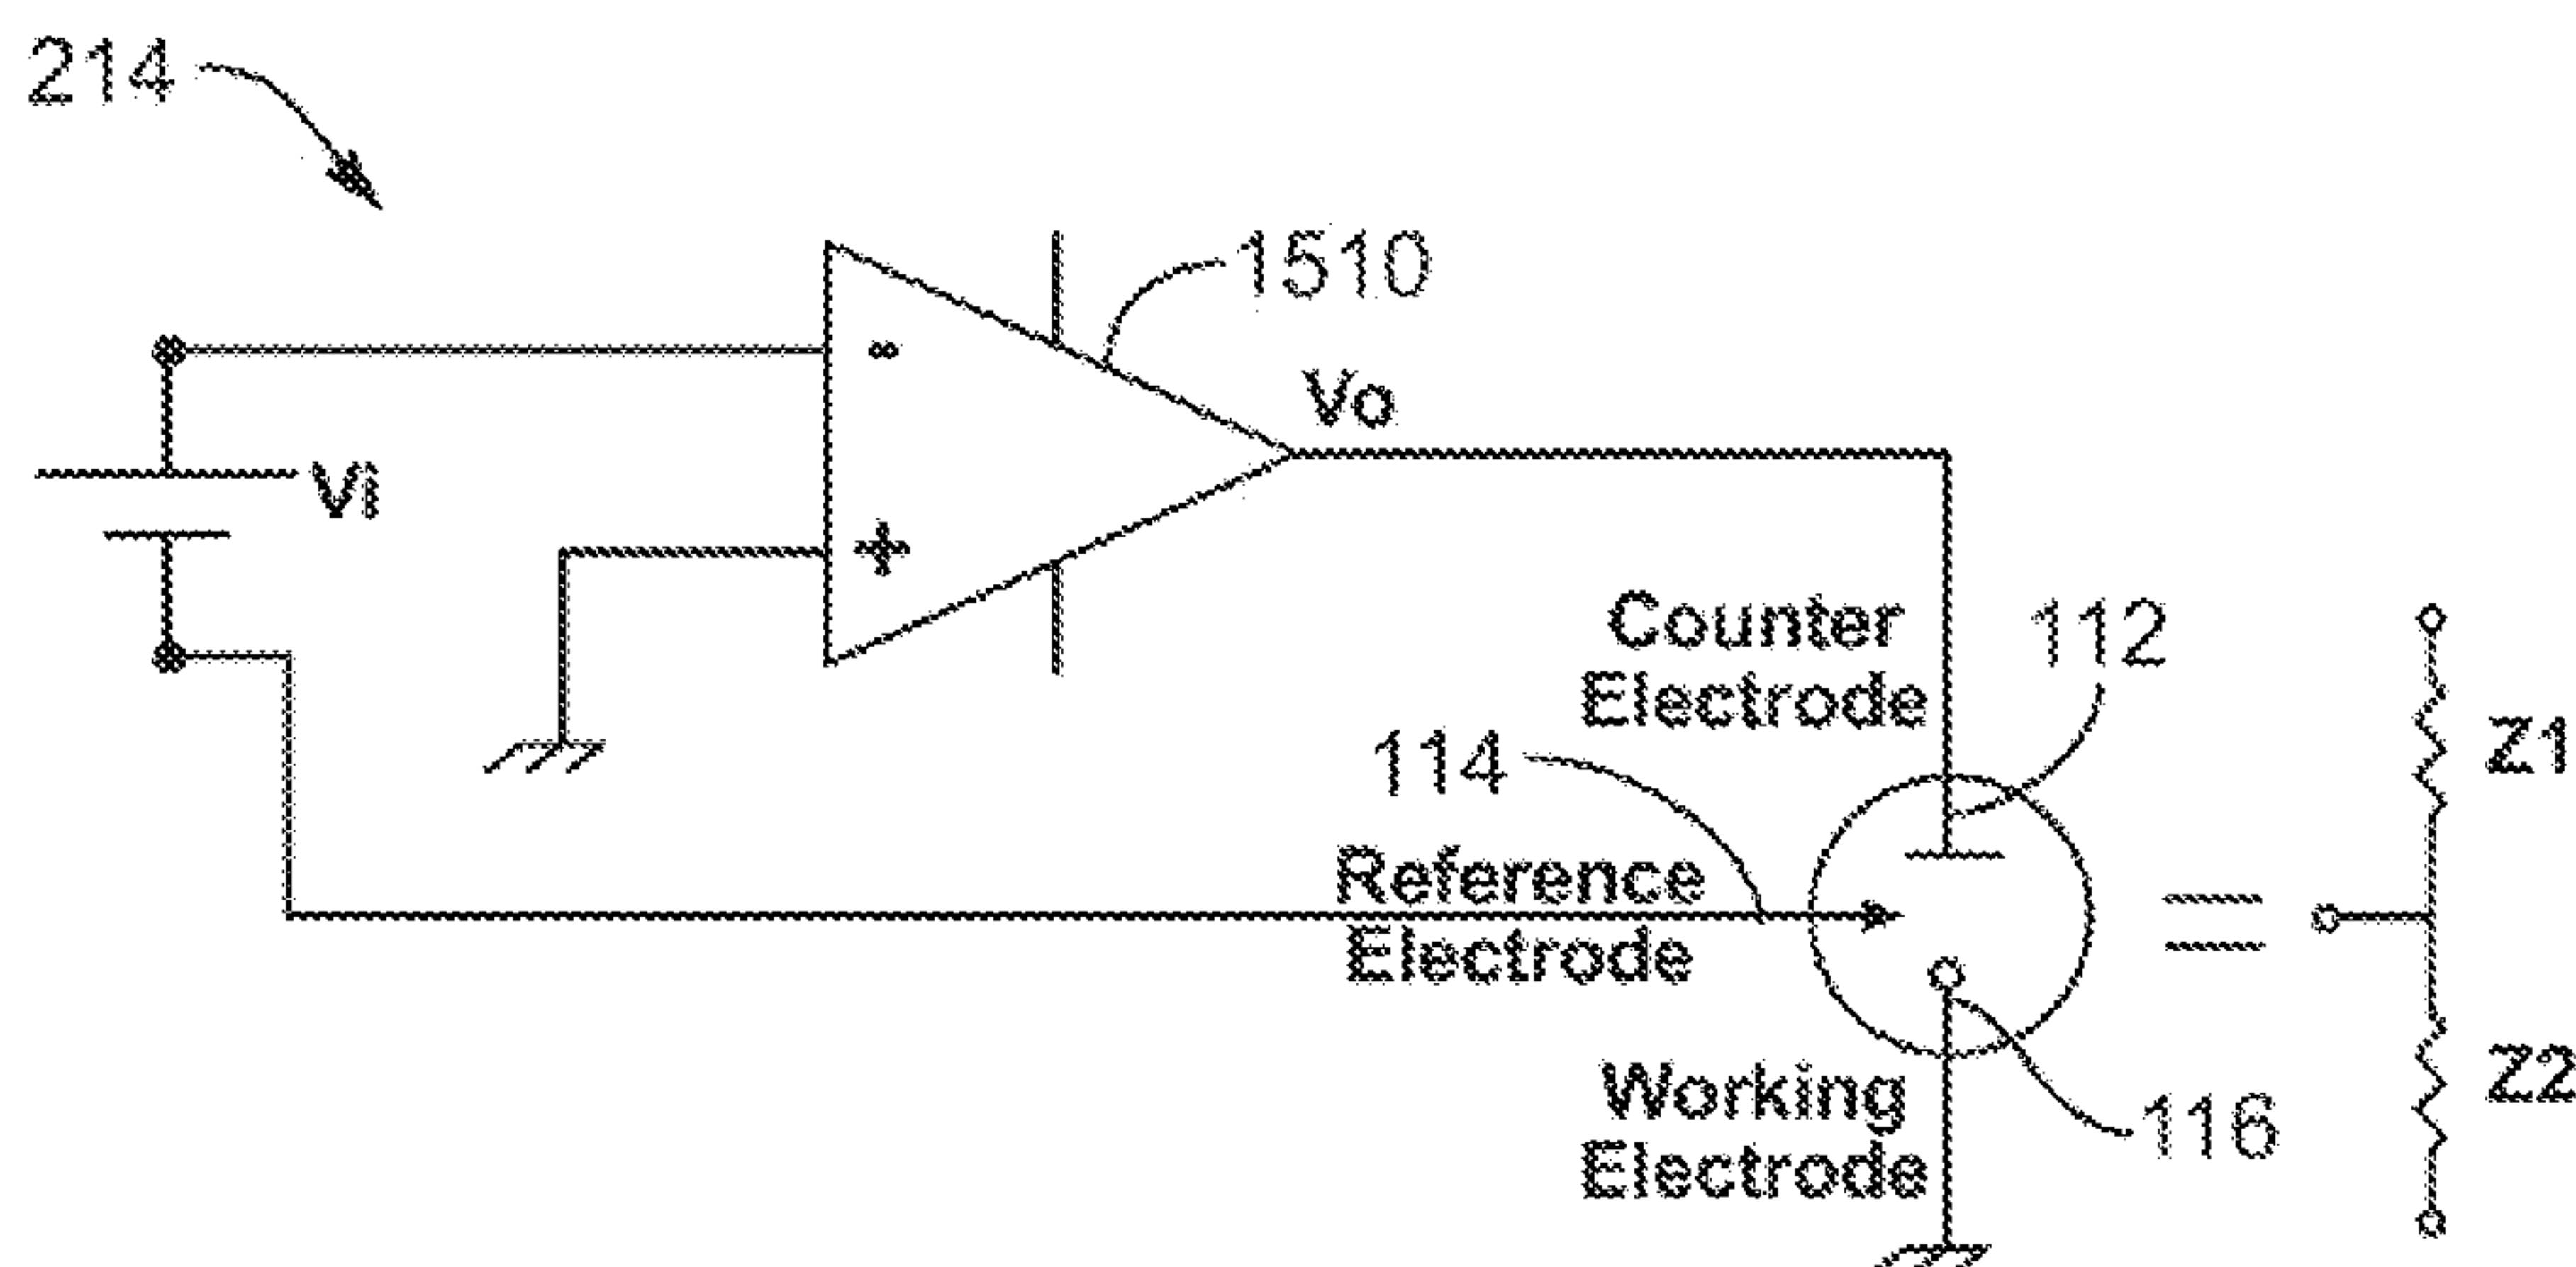 214
1510
-
Vo
Vi
+
Counter
Electrode
112
114
Z1
Reference
Electrode
Working
Electrode
116
Z2